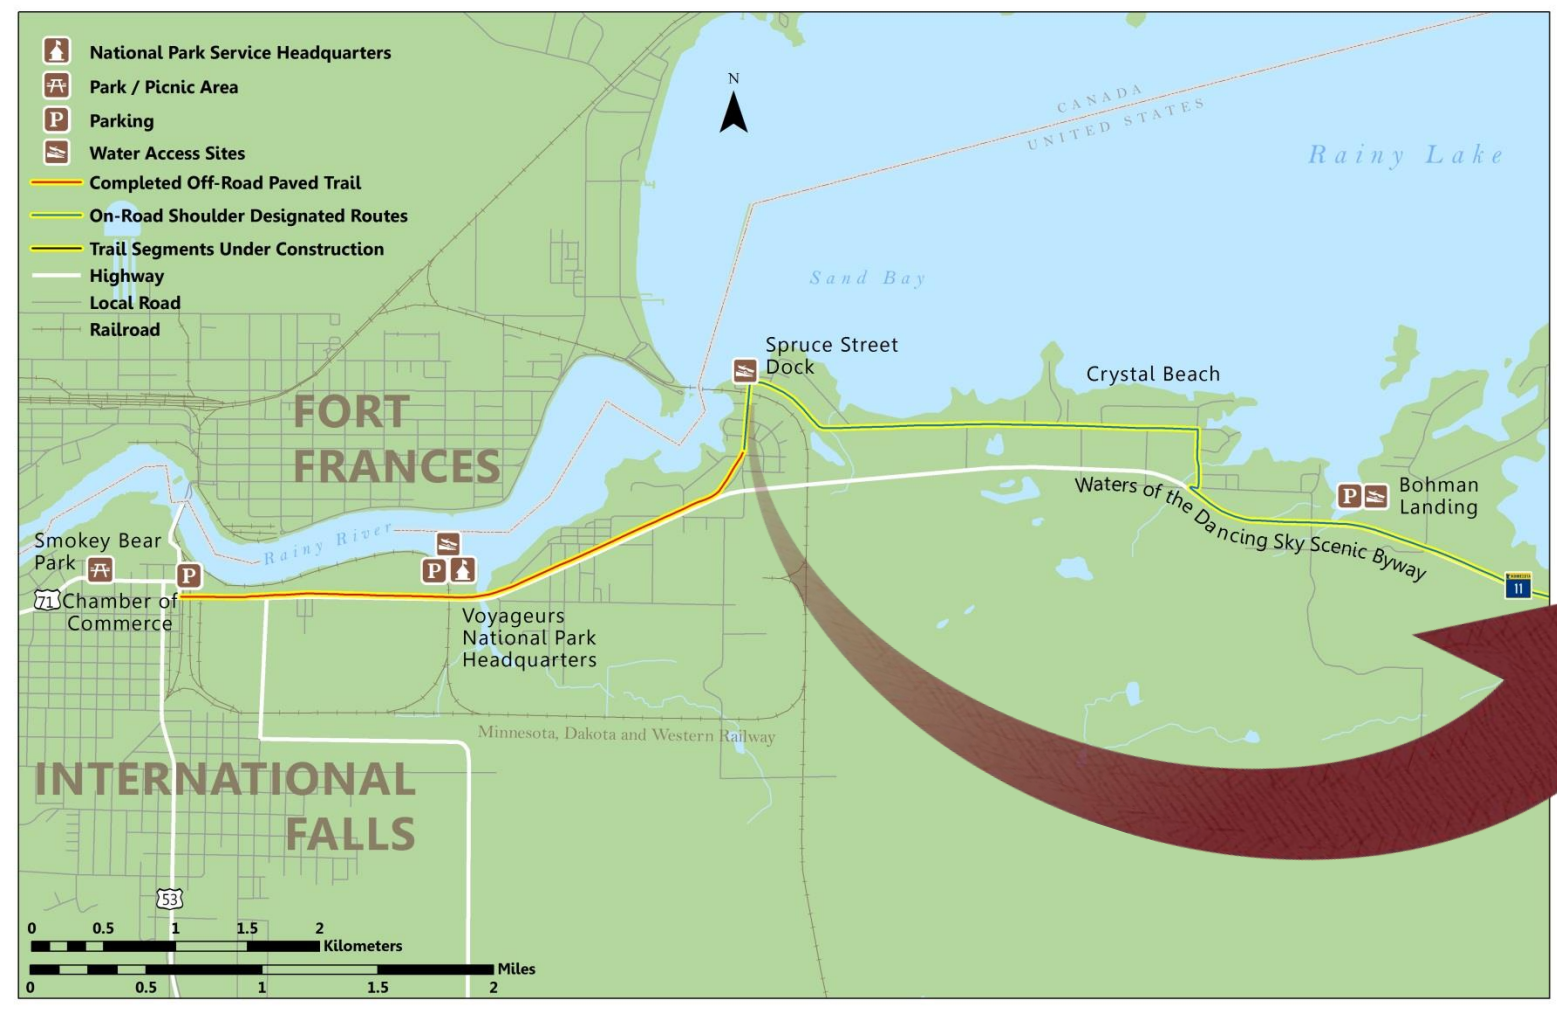 National Park Service Headquarters
Park / Picnic Area
P
Parking
Water Access Sites
Completed Off-Road Paved Trail
On-Road Shoulder Designated Routes
Trail Segments Under Construction
Highway
Local Road
Railroad
N
CANADA
UNITED STATES
Rainy Lake
Sand Bay
Spruce Street
Dock
Crystal Beach
FORT
FRANCES
Waters of the Dancing Sky Scenic Byway
P
Bohman
Landing
11
Rainy River
Smokey Bear
Park
P
P
71
Chamber of
Commerce
Voyageurs
National Park
Headquarters
Minnesota, Dakota and Western Railway
INTERNATIONAL
FALLS
53
0 0.5 1 1.5 2
Kilometers
Miles
0 0.5 1 1.5 2